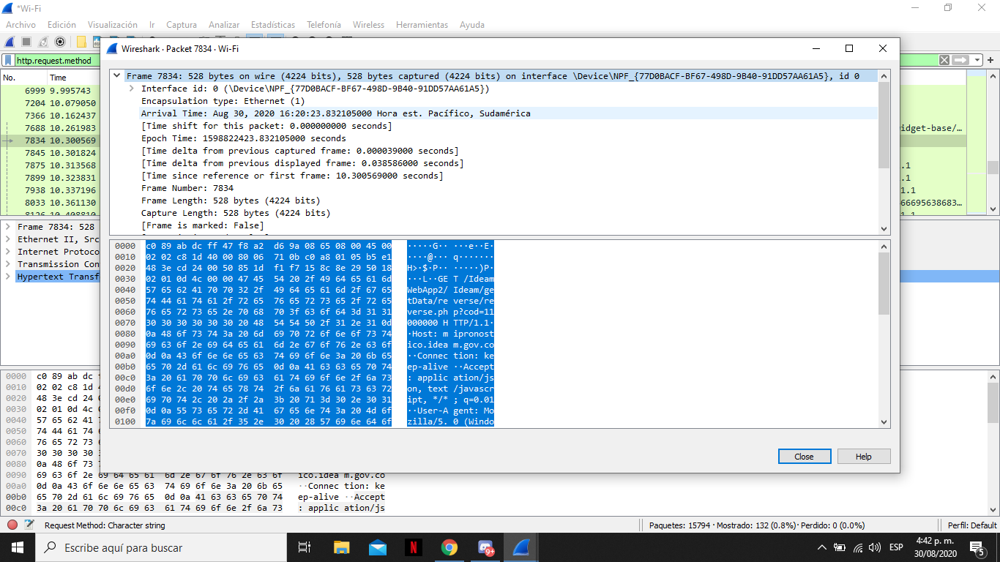 *Wi-Fi
Archivo Edición Visualización Ir Captura Analizar Estadísticas Telefonía Wireless Herramientas Ayuda
http.request.method
No. Time
6999 9.995743
7204 10.079050
7366 10.162437
7688 10.261983 idget-base/…
7834 10.300569
7845 10.301824
7875 10.313568 .1
7899 10.323831 .1
7938 10.337196 1.1
8033 10.361130 66695638683…
8126 10.408810 1.1
Frame 7834: 528
Ethernet II, Src
Internet Protoco
Transmission Con
Hypertext Transf
Wireshark · Packet 7834 · Wi-Fi
Frame 7834: 528 bytes on wire (4224 bits), 528 bytes captured (4224 bits) on interface \Device\NPF_{77D0BACF-BF67-498D-9B40-91DD57AA61A5}, id 0
Interface id: 0 (\Device\NPF_{77D0BACF-BF67-498D-9B40-91DD57AA61A5})
Encapsulation type: Ethernet (1)
Arrival Time: Aug 30, 2020 16:20:23.832105000 Hora est. Pacífico, Sudamérica
[Time shift for this packet: 0.000000000 seconds]
Epoch Time: 1598822423.832105000 seconds
[Time delta from previous captured frame: 0.000039000 seconds]
[Time delta from previous displayed frame: 0.038586000 seconds]
[Time since reference or first frame: 10.300569000 seconds]
Frame Number: 7834
Frame Length: 528 bytes (4224 bits)
Capture Length: 528 bytes (4224 bits)
[Frame is marked: False]
0000 c0 89 ab dc ff 47 f8 a2 d6 9a 08 65 08 00 45 00 ·····G·· ···e··E·
0010 02 02 c8 1d 40 00 80 06 71 0b c0 a8 01 05 b5 e1 ····@··· q·······
0020 48 3e cd 24 00 50 85 1d f1 f7 15 8c 8e 29 50 18 H>·$·P·· ·····)P·
0030 02 01 0d 4c 00 00 47 45 54 20 2f 49 64 65 61 6d ···L··GE T /Ideam
0040 57 65 62 41 70 70 32 2f 49 64 65 61 6d 2f 67 65 WebApp2/ Ideam/ge
0050 74 44 61 74 61 2f 72 65 76 65 72 73 65 2f 72 65 tData/re verse/re
0060 76 65 72 73 65 2e 70 68 70 3f 63 6f 64 3d 31 31 verse.ph p?cod=11
0070 30 30 30 30 30 30 20 48 54 54 50 2f 31 2e 31 0d 000000 H TTP/1.1·
0080 0a 48 6f 73 74 3a 20 6d 69 70 72 6f 6e 6f 73 74 ·Host: m ipronost
0090 69 63 6f 2e 69 64 65 61 6d 2e 67 6f 76 2e 63 6f ico.idea m.gov.co
00a0 0d 0a 43 6f 6e 6e 65 63 74 69 6f 6e 3a 20 6b 65 ··Connec tion: ke
00b0 65 70 2d 61 6c 69 76 65 0d 0a 41 63 63 65 70 74 ep-alive ··Accept
00c0 3a 20 61 70 70 6c 69 63 61 74 69 6f 6e 2f 6a 73 : applic ation/js
00d0 6f 6e 2c 20 74 65 78 74 2f 6a 61 76 61 73 63 72 on, text /javascr
00e0 69 70 74 2c 20 2a 2f 2a 3b 20 71 3d 30 2e 30 31 ipt, */* ; q=0.01
00f0 0d 0a 55 73 65 72 2d 41 67 65 6e 74 3a 20 4d 6f ··User-A gent: Mo
0100 7a 69 6c 6c 61 2f 35 2e 30 20 28 57 69 6e 64 6f zilla/5. 0 (Windo
Close Help
0000 c0 89 ab dc
0010 02 02 c8 1d 4
0020 48 3e cd 24 0
0030 02 01 0d 4c 0
0040 57 65 62 41 7
0050 74 44 61 74 6
0060 76 65 72 73 6
0070 30 30 30 30 3
0080 0a 48 6f 73 7
0090 69 63 6f 2e 69 64 65 61 6d 2e 67 6f 76 2e 63 6f ico.idea m.gov.co
00a0 0d 0a 43 6f 6e 6e 65 63 74 69 6f 6e 3a 20 6b 65 ··Connec tion: ke
00b0 65 70 2d 61 6c 69 76 65 0d 0a 41 63 63 65 70 74 ep-alive ··Accept
00c0 3a 20 61 70 70 6c 69 63 61 74 69 6f 6e 2f 6a 73 : applic ation/js
Request Method: Character string Paquetes: 15794 · Mostrado: 132 (0.8%) · Perdido: 0 (0.0%) Perfil: Default
Escribe aquí para buscar N 9+ ESP 4:42 p. m.
30/08/2020 5